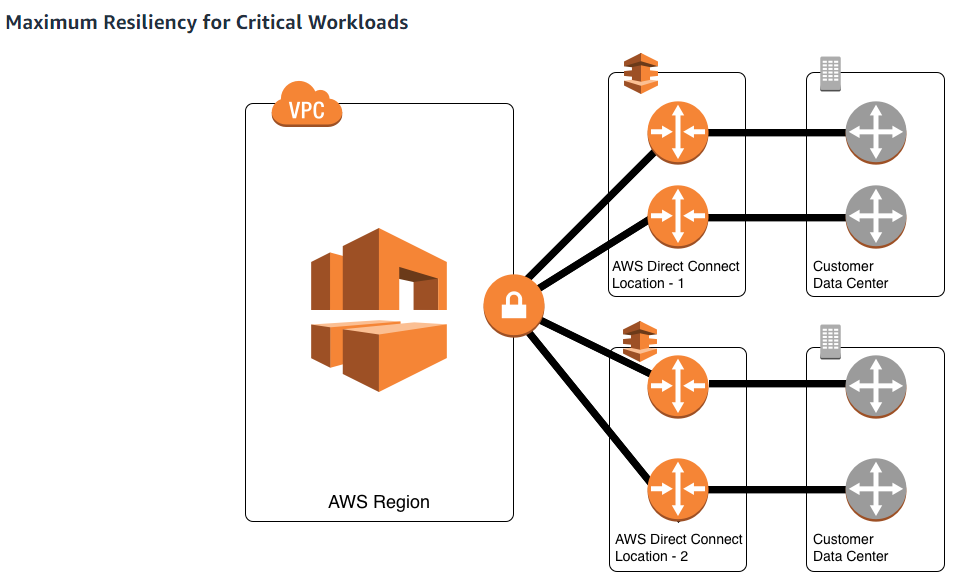 Maximum Resiliency for Critical Workloads
VPC
AWS Direct Connect
Location - 1
Customer
Data Center
AWS Region
AWS Direct Connect
Location - 2
Customer
Data Center